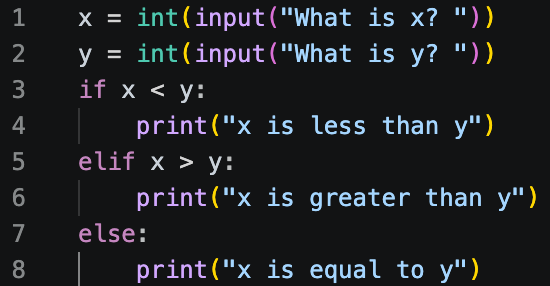 1 x = int(input("What is x? "))
2 y = int(input("What is y? "))
3 if x < y:
4     print("x is less than y")
5 elif x > y:
6     print("x is greater than y")
7 else:
8     print("x is equal to y")